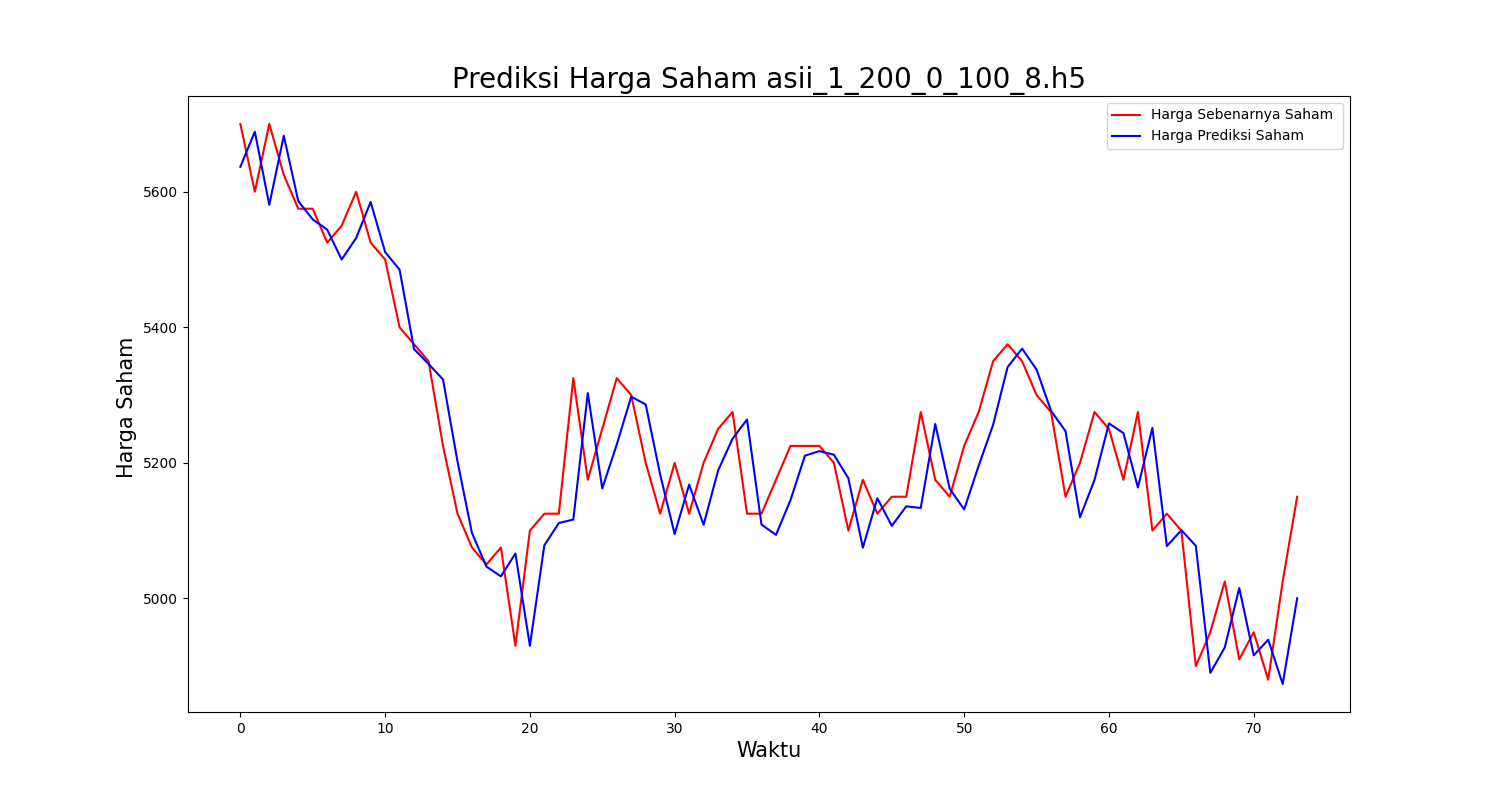 Prediksi Harga Saham asii_1_200_0_100_8.h5
Harga Sebenarnya Saham
Harga Prediksi Saham
Harga Saham
5600
5400
5200
5000
0 10 20 30 40 50 60 70
Waktu